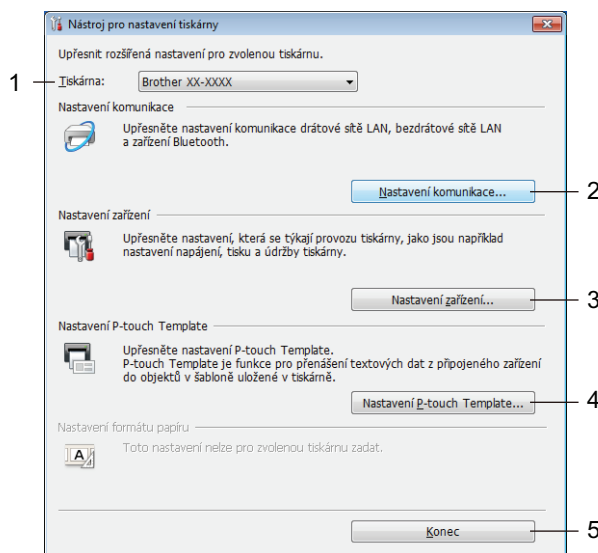 Nástroj pro nastavení tiskárny
Upřesnit rozšířená nastavení pro zvolenou tiskárnu.
1
Tiskárna:
Brother XX-XXXX
Nastavení komunikace
Upřesněte nastavení komunikace drátové sítě LAN, bezdrátové sítě LAN
a zařízení Bluetooth.
Nastavení komunikace...
2
Nastavení zařízení
Upřesněte nastavení, která se týkají provozu tiskárny, jako jsou například
nastavení napájení, tisku a údržby tiskárny.
Nastavení zařízení...
3
Nastavení P-touch Template
Upřesněte nastavení P-touch Template.
P-touch Template je funkce pro přenášení textových dat z připojeného zařízení
do objektů v šabloně uložené v tiskárně.
Nastavení P-touch Template...
4
Nastavení formátu papíru
A
Toto nastavení nelze pro zvolenou tiskárnu zadat.
Konec
5